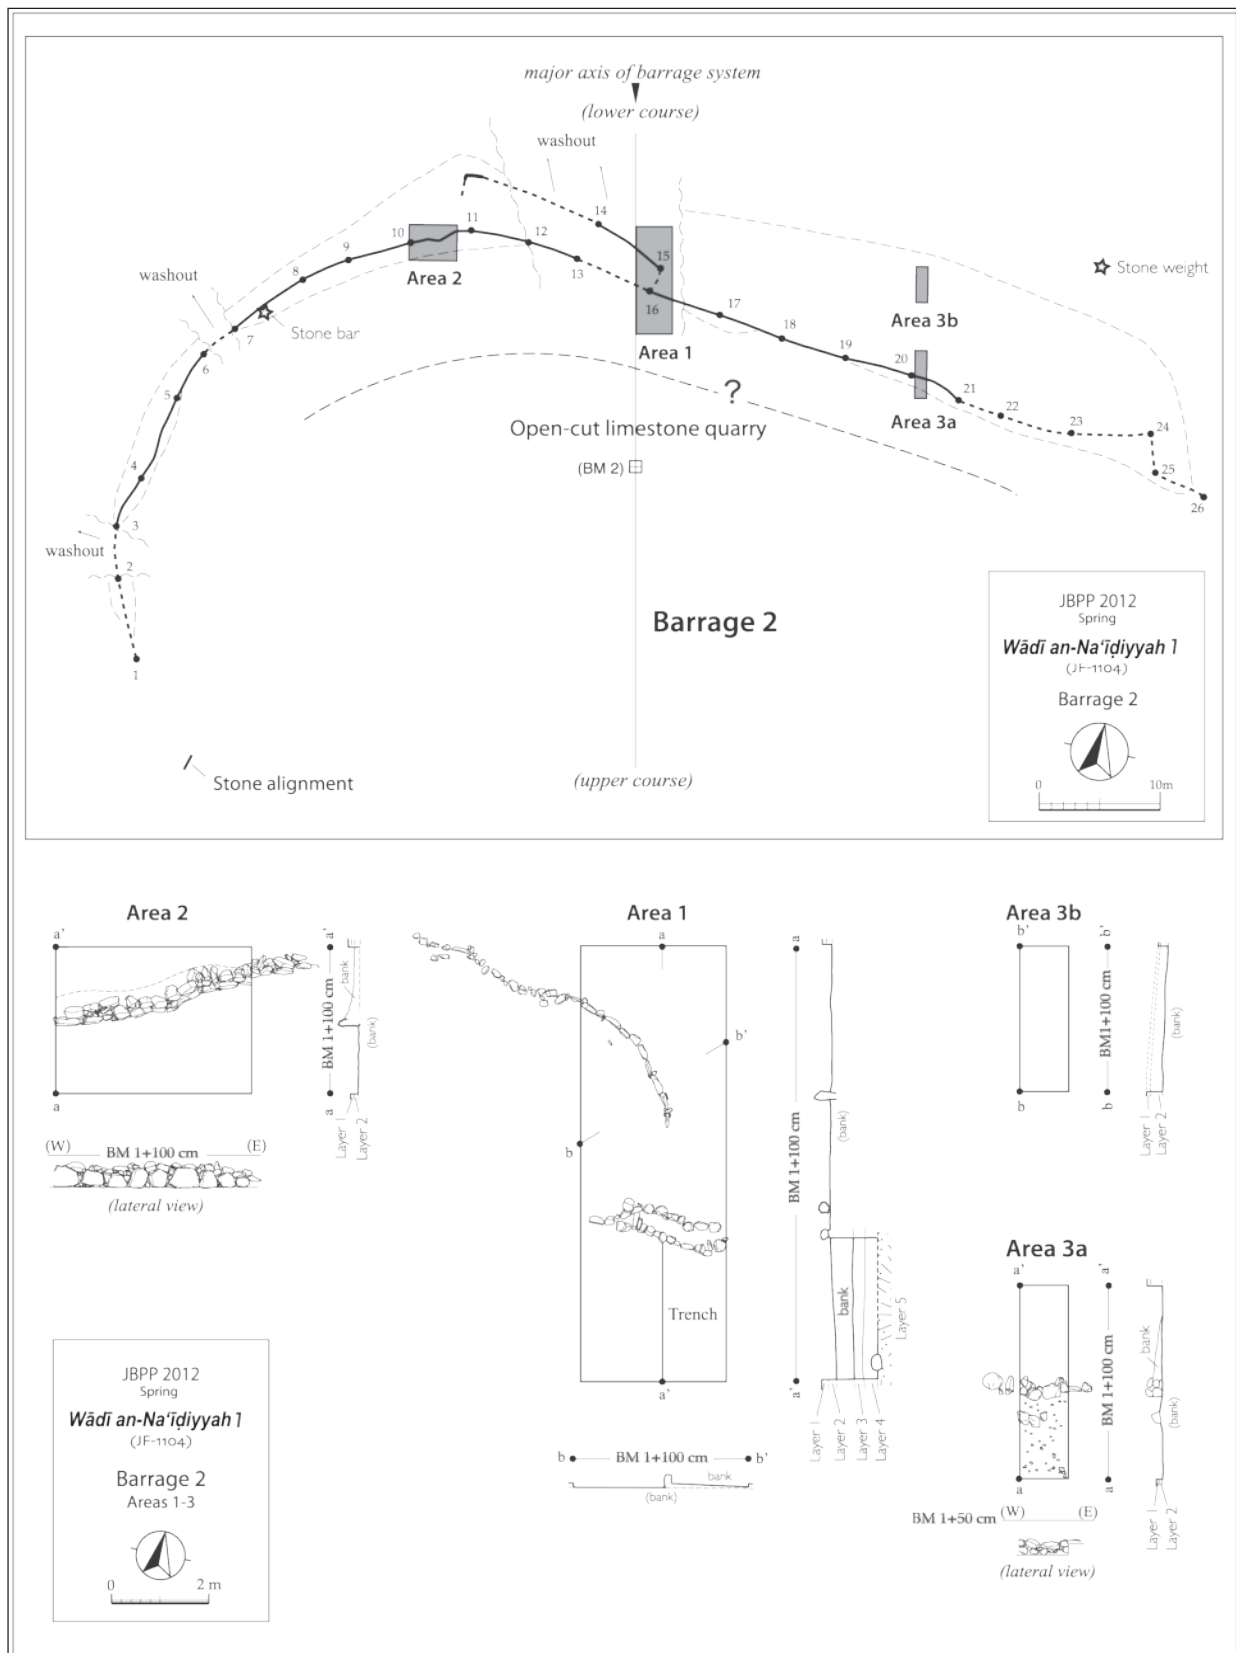 major axis of barrage system
(lower course)
washout
14
11
10
12
9
15
13
8
Area 2
washout
16
17
Stone weight
Stone bar
7
Area 3b
18
6
Area 1
19
20
5
?
21
22
Area 3a
23
24
Open-cut limestone quarry
(BM 2)
4
25
26
3
washout
2
Barrage 2
1
JBPP 2012
Spring
Wādī an-Na‘īḍiyyah 1
(JF-1104)
Barrage 2
0 10m
Stone alignment
(upper course)
Area 2
a'
a'
bank
BM 1+100 cm
(bank)
a
a
Layer 1
Layer 2
(W) BM 1+100 cm (E)
(lateral view)
Area 1
a
a
b'
b
BM 1+100 cm
(bank)
bank
Layer 5
Trench
a'
a'
Layer 1
Layer 2
Layer 3
Layer 4
b BM 1+100 cm b'
bank
(bank)
Area 3b
b'
b'
BM1+100 cm
(bank)
b
b
Layer 1
Layer 2
Area 3a
a'
a'
bank
BM 1+100 cm
(bank)
a
a
Layer 1
Layer 2
BM 1+50 cm (W) (E)
(lateral view)
JBPP 2012
Spring
Wādī an-Na‘īḍiyyah 1
(JF-1104)
Barrage 2
Areas 1-3
0 2 m